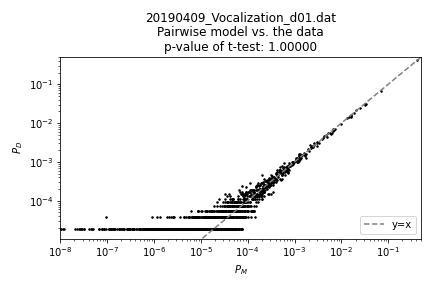 20190409_Vocalization_d01.dat
Pairwise model vs. the data
p-value of t-test: 1.00000
P_D
10⁻¹
10⁻²
10⁻³
10⁻⁴
10⁻⁸ 10⁻⁷ 10⁻⁶ 10⁻⁵ 10⁻⁴ 10⁻³ 10⁻² 10⁻¹
P_M
y=x